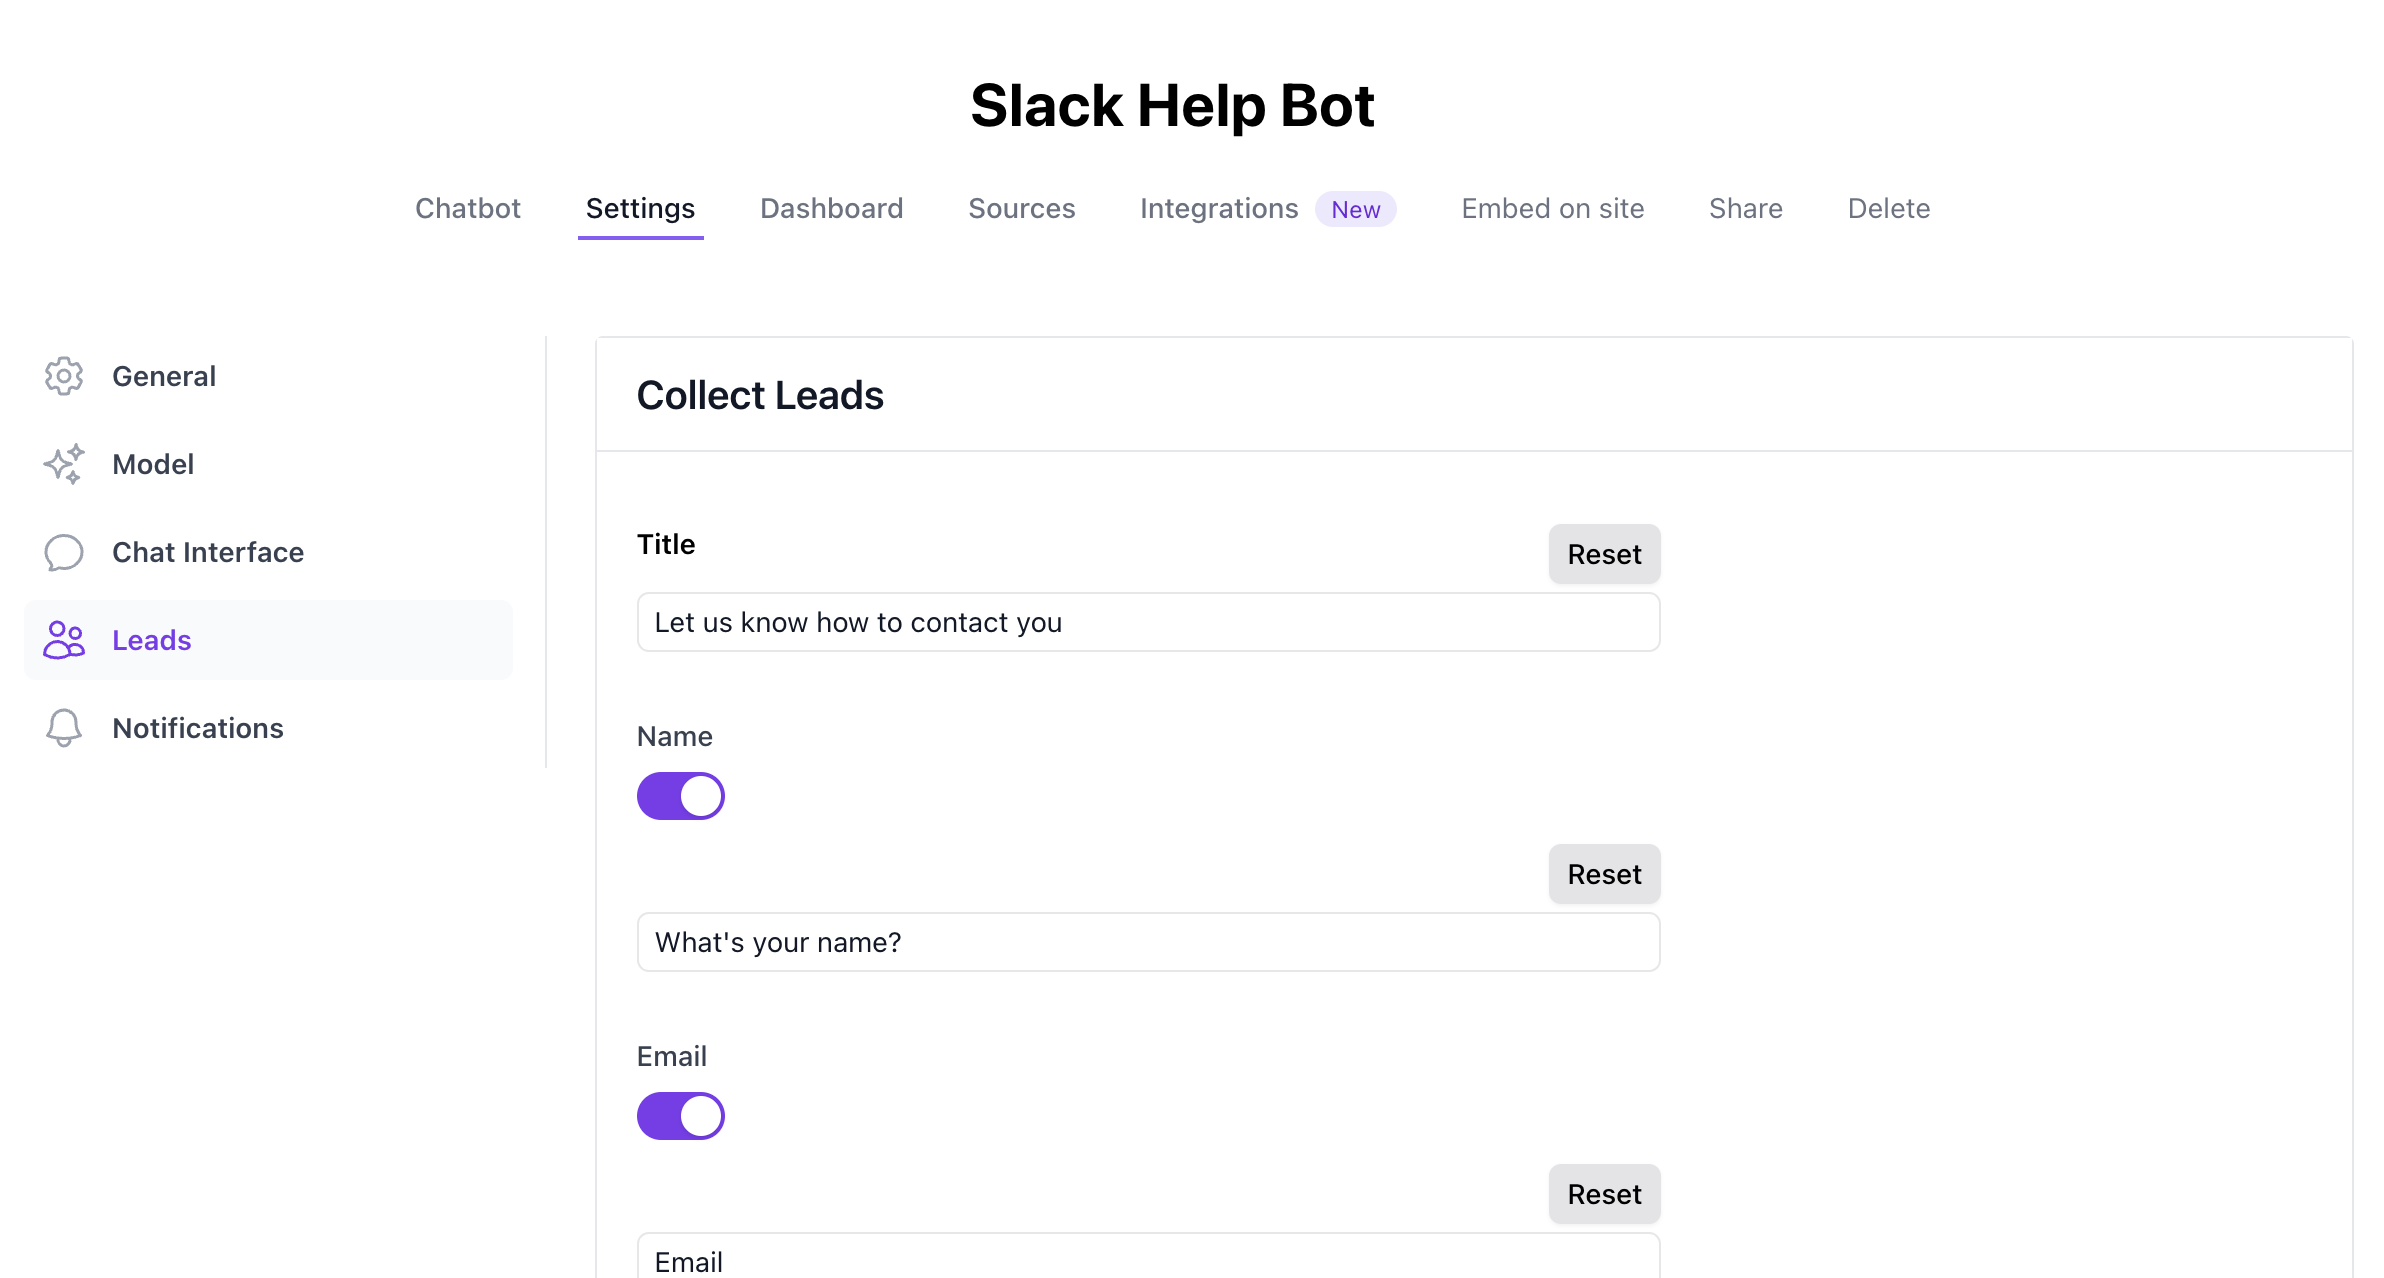 Slack Help Bot
Chatbot Settings Dashboard Sources Integrations New Embed on site Share Delete
General
Model
Chat Interface
Leads
Notifications
Collect Leads
Title
Reset
Let us know how to contact you
Name
Reset
What's your name?
Email
Reset
Email